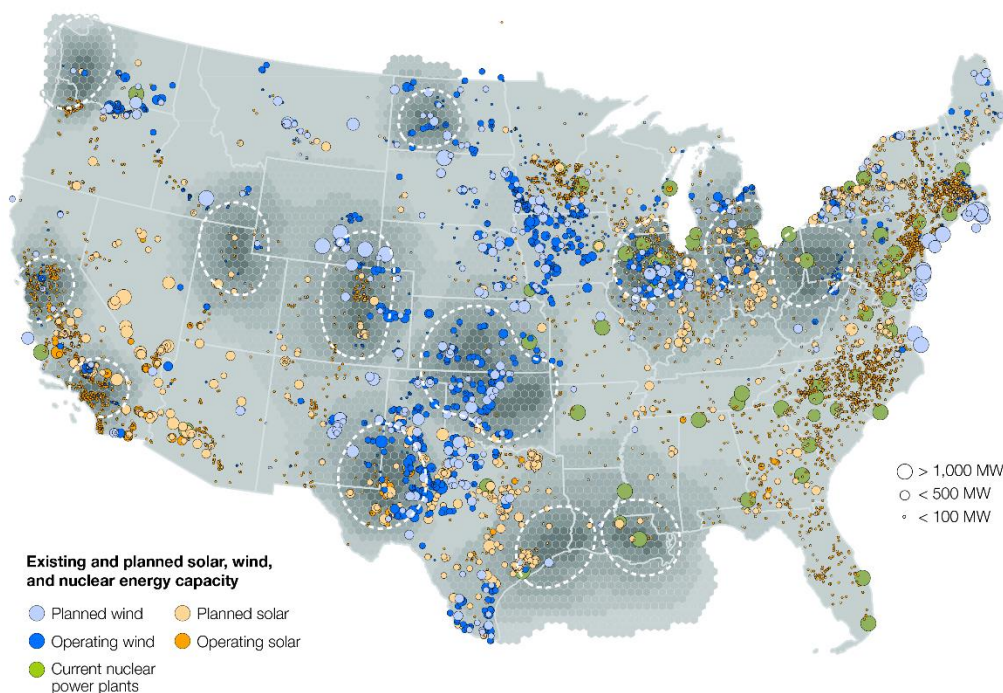 > 1,000 MW
< 500 MW
< 100 MW
Existing and planned solar, wind,
and nuclear energy capacity
Planned wind
Planned solar
Operating wind
Operating solar
Current nuclear
power plants